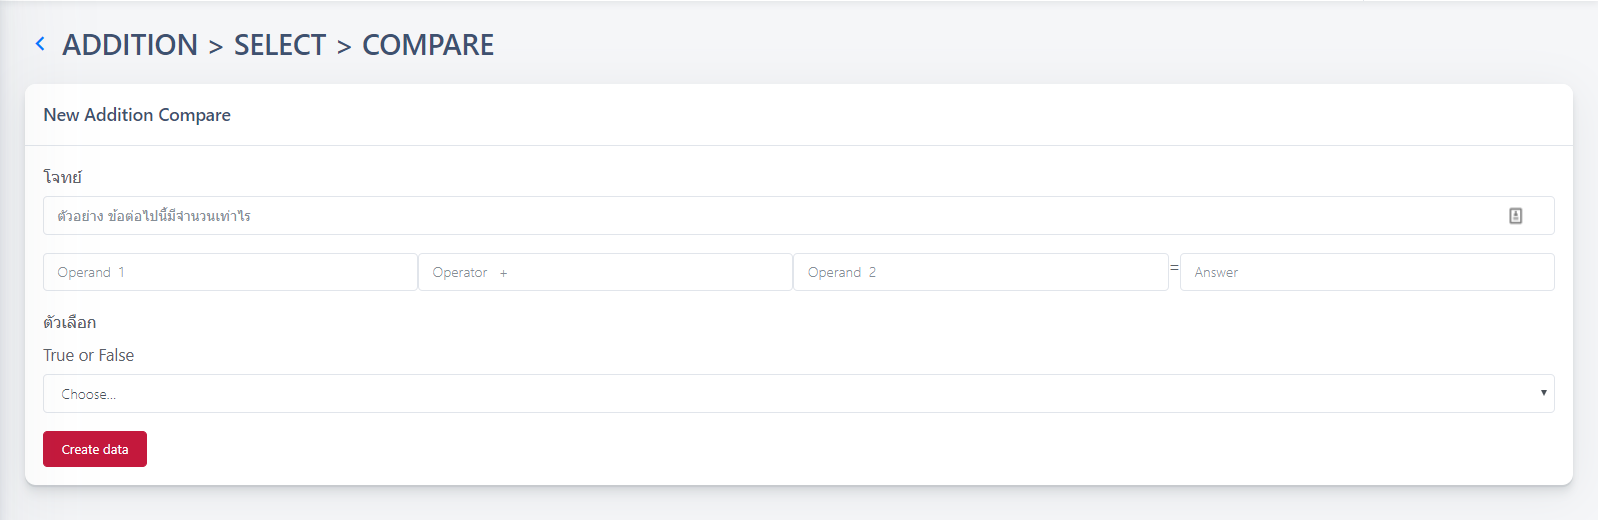 ADDITION > SELECT > COMPARE
New Addition Compare
โจทย์
ตัวอย่าง ข้อต่อไปนี้มีจำนวนเท่าไร
Operand 1 Operator + Operand 2 = Answer
ตัวเลือก
True or False
Choose...
Create data